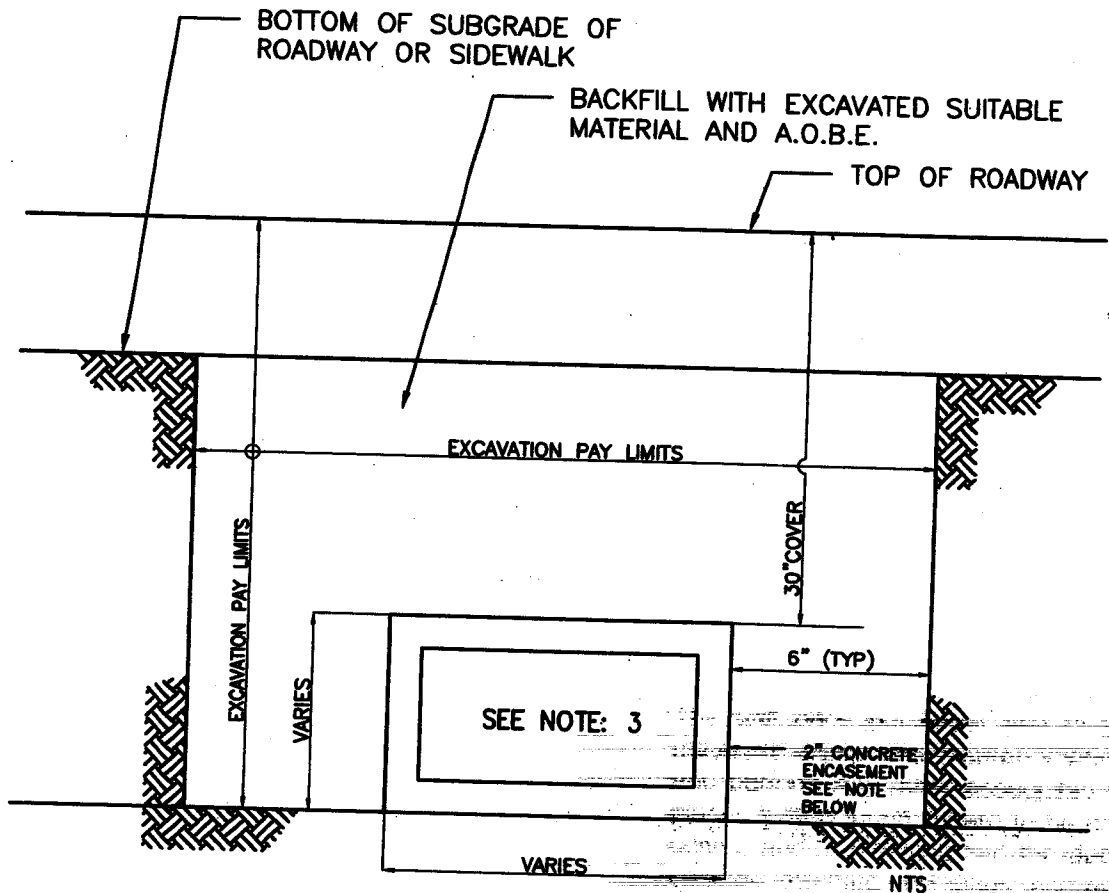 BOTTOM OF SUBGRADE OF
ROADWAY OR SIDEWALK
BACKFILL WITH EXCAVATED SUITABLE
MATERIAL AND A.O.B.E.
TOP OF ROADWAY
EXCAVATION PAY LIMITS
EXCAVATION PAY LIMITS
30" COVER
VARIES
6" (TYP)
SEE NOTE: 3
2" CONCRETE
ENCASEMENT
SEE NOTE
BELOW
VARIES
NTS